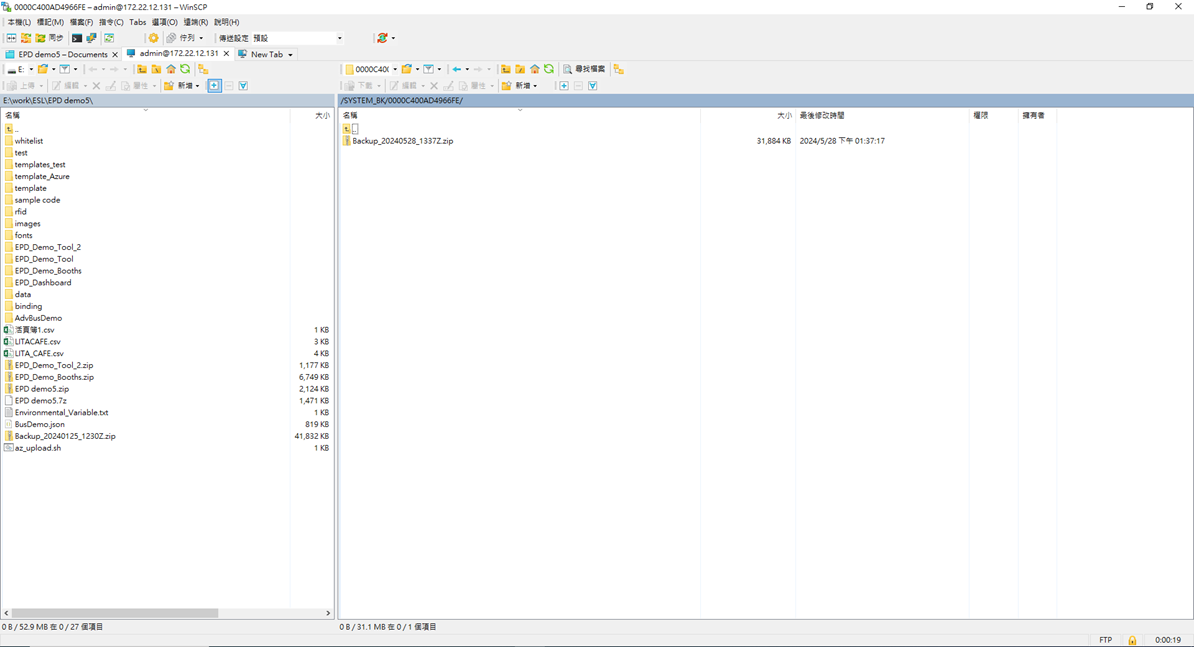 0000C400AD4966FE – admin@172.22.12.131 – WinSCP
本機(L) 標記(M) 檔案(F) 指令(C) Tabs 選項(O) 遠端(R) 說明(H)
同步 佇列 傳送設定 預設
EPD demo5 – Documents admin@172.22.12.131 New Tab
E: 0000C400 尋找檔案
上傳 編輯 屬性 新增 下載 編輯 屬性 新增
E:\work\ESL\EPD demo5\ /SYSTEM_BK/0000C400AD4966FE/
名稱 大小
..
whitelist
test
templates_test
template_Azure
template
sample code
rfid
images
fonts
EPD_Demo_Tool_2
EPD_Demo_Tool
EPD_Demo_Booths
EPD_Dashboard
data
binding
AdvBusDemo
活頁簿1.csv 1 KB
LITACAFE.csv 3 KB
LITA_CAFE.csv 4 KB
EPD_Demo_Tool_2.zip 1,177 KB
EPD_Demo_Booths.zip 6,749 KB
EPD demo5.zip 2,124 KB
EPD demo5.7z 1,471 KB
Environmental_Variable.txt 1 KB
BusDemo.json 819 KB
Backup_20240125_1230Z.zip 41,832 KB
az_upload.sh 1 KB
名稱 大小 最後修改時間 權限 擁有者
..
Backup_20240528_1337Z.zip 31,884 KB 2024/5/28 下午 01:37:17
0 B / 52.9 MB 在 0 / 27 個項目 0 B / 31.1 MB 在 0 / 1 個項目
FTP 0:00:19